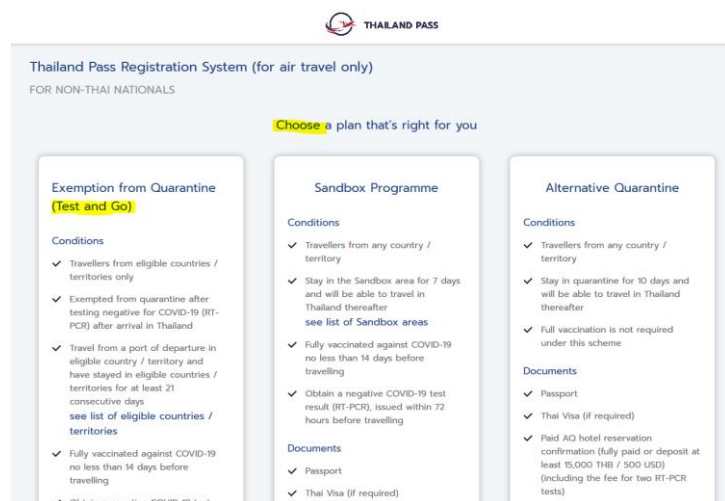 THAILAND PASS
Thailand Pass Registration System (for air travel only)
FOR NON-THAI NATIONALS
Choose a plan that's right for you
Exemption from Quarantine
(Test and Go)
Conditions
Travellers from eligible countries /
territories only
Exempted from quarantine after
testing negative for COVID-19 (RT-
PCR) after arrival in Thailand
Travel from a port of departure in
eligible country / territory and
have stayed in eligible countries /
territories for at least 21
consecutive days
see list of eligible countries /
territories
Fully vaccinated against COVID-19
no less than 14 days before
travelling
Sandbox Programme
Conditions
Travellers from any country /
territory
Stay in the Sandbox area for 7 days
and will be able to travel in
Thailand thereafter
see list of Sandbox areas
Fully vaccinated against COVID-19
no less than 14 days before
travelling
Obtain a negative COVID-19 test
result (RT-PCR), issued within 72
hours before travelling
Documents
Passport
Thai Visa (if required)
Alternative Quarantine
Conditions
Travellers from any country /
territory
Stay in quarantine for 10 days and
will be able to travel in Thailand
thereafter
Full vaccination is not required
under this scheme
Documents
Passport
Thai Visa (if required)
Paid AQ hotel reservation
confirmation (fully paid or deposit at
least 15,000 THB / 500 USD)
(including the fee for two RT-PCR
tests)